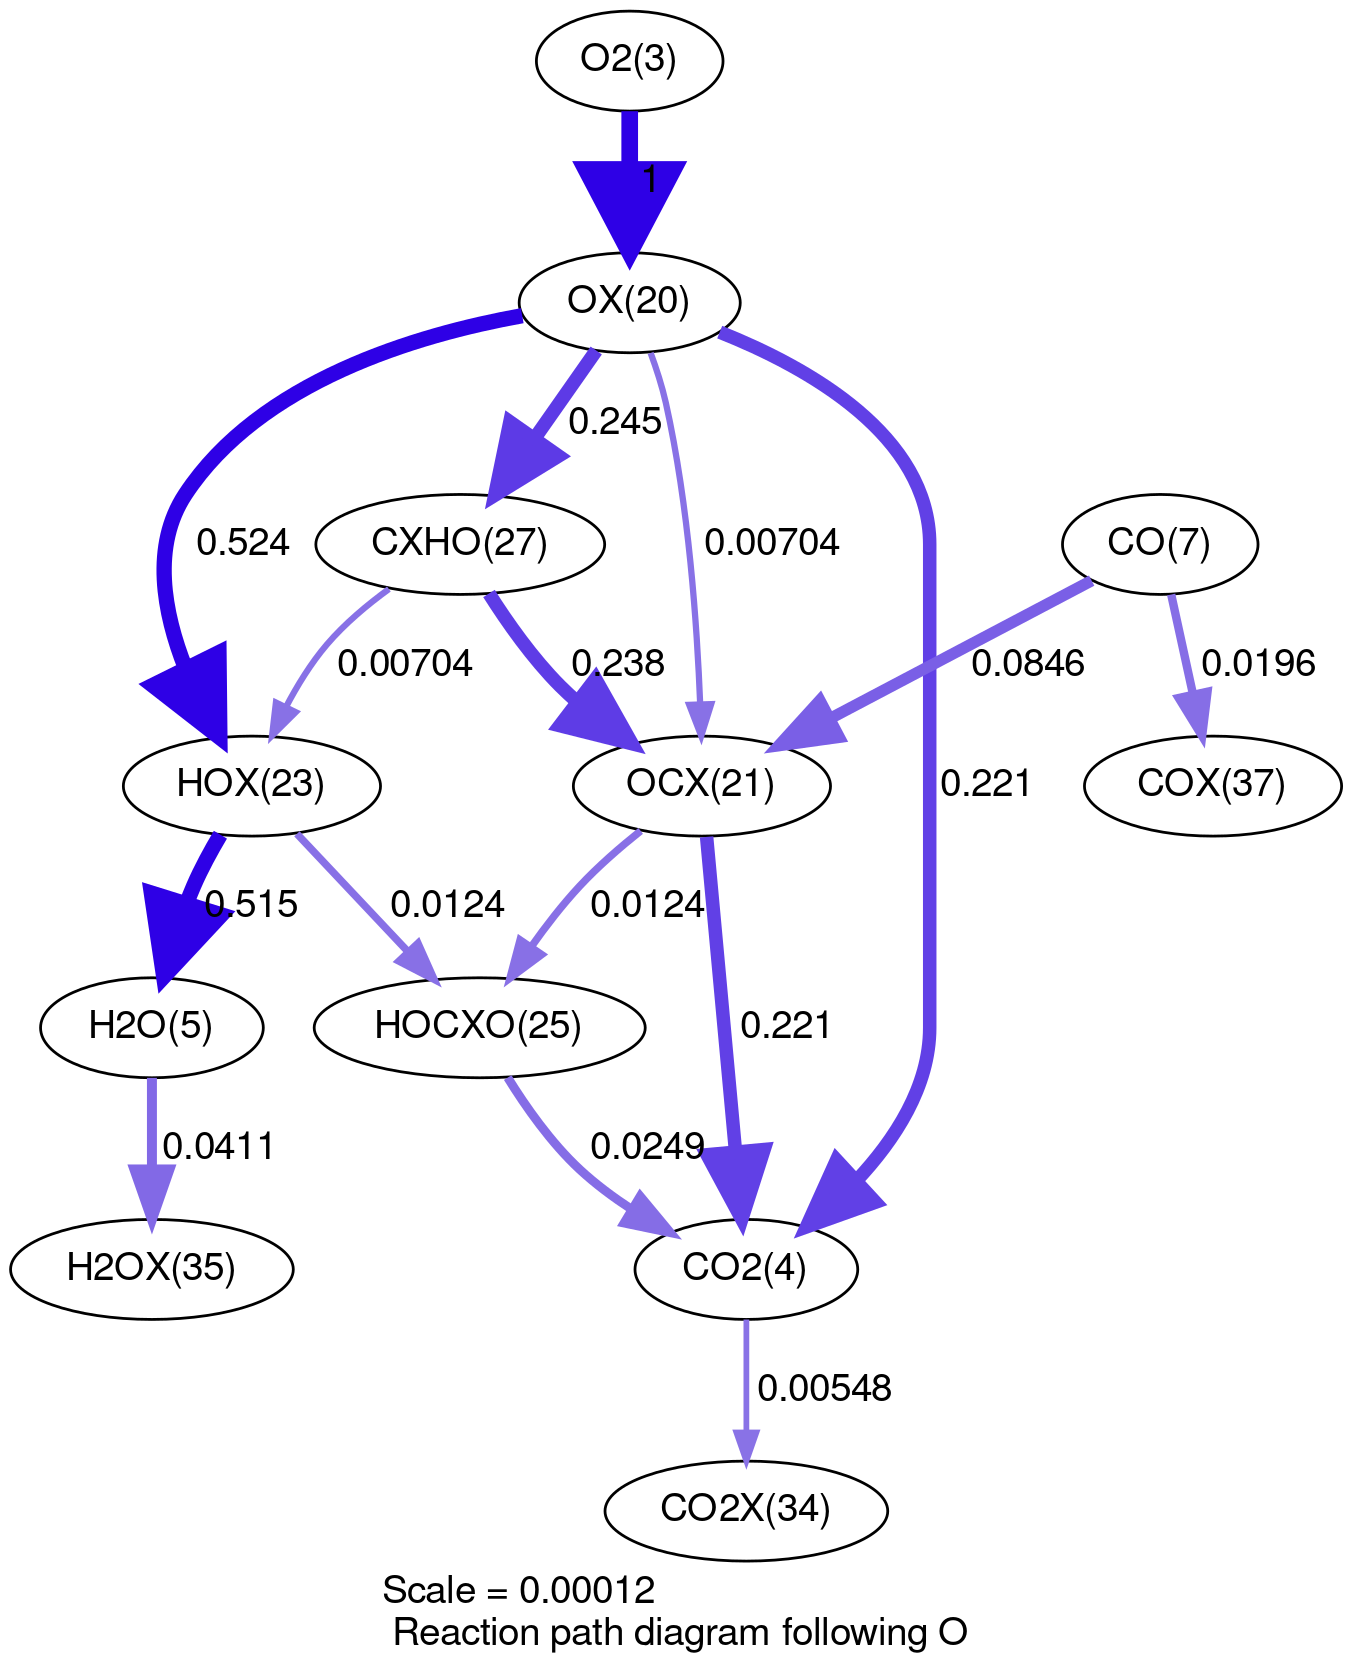 O2(3)
1
OX(20)
0.245
0.524
CXHO(27)
0.00704
CO(7)
0.00704
0.238
0.0846
0.0196
HOX(23)
OCX(21)
0.221
COX(37)
0.515
0.0124
0.0124
H2O(5)
HOCXO(25)
0.221
0.0411
0.0249
H2OX(35)
CO2(4)
0.00548
CO2X(34)
Scale = 0.00012
Reaction path diagram following O